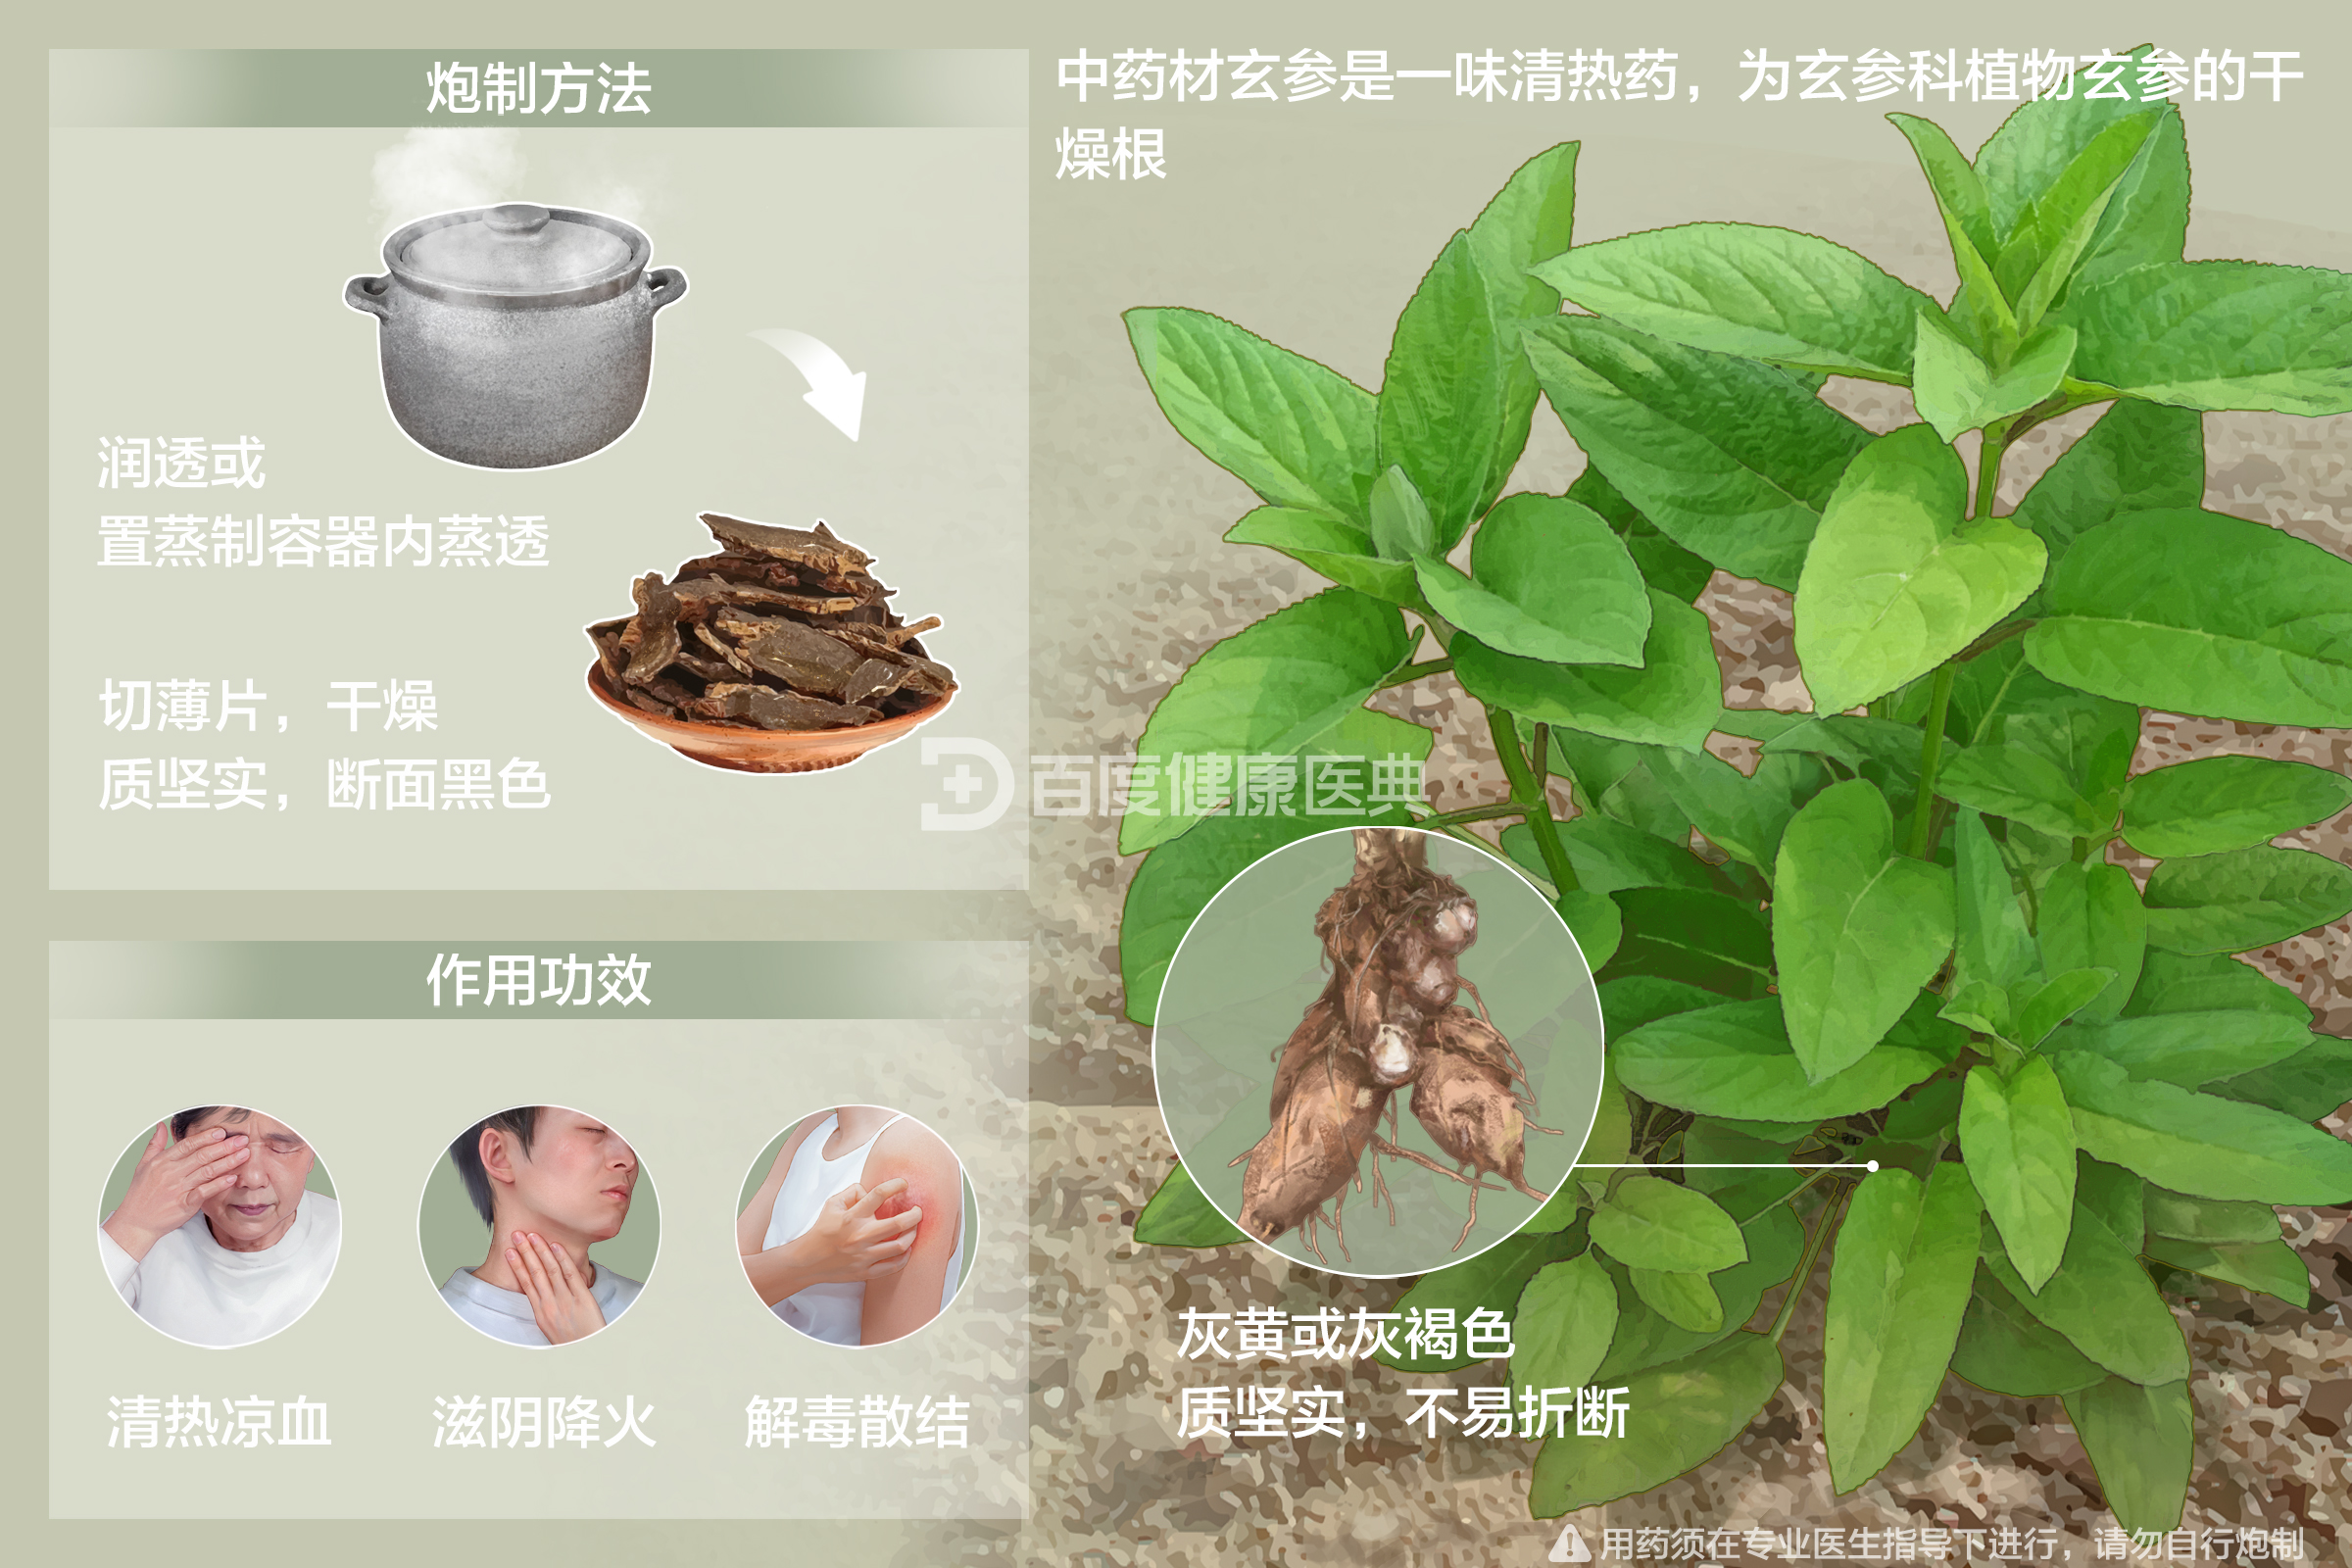 炮制方法
润透或
置蒸制容器内蒸透
切薄片，干燥
质坚实，断面黑色
作用功效
清热凉血
滋阴降火
解毒散结
中药材玄参是一味清热药，为玄参科植物玄参的干
燥根
百度健康医典
灰黄或灰褐色
质坚实，不易折断
用药须在专业医生指导下进行，请勿自行炮制